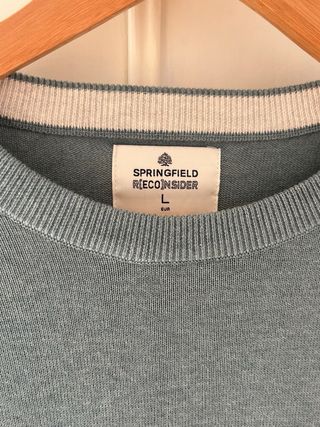 SPRINGFIELD
R[ECO]NSIDER
L
EUR